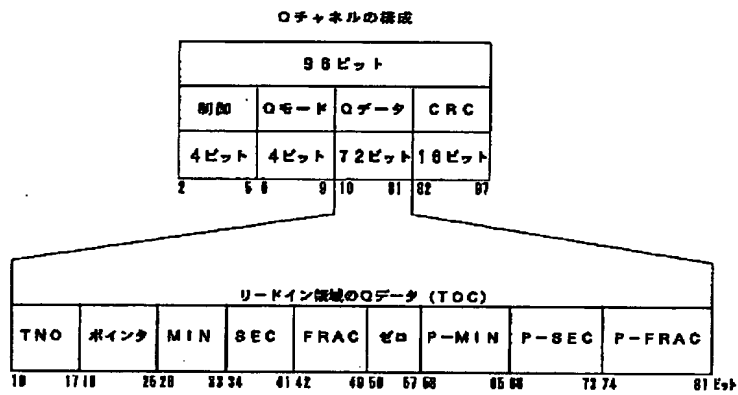 Qチャネルの構成
96ビット
制御 Qモード Qデータ CRC
4ビット 4ビット 72ビット 16ビット
2 5 6 9 10 81 82 97
リードイン領域のQデータ (TOC)
TNO ポインタ MIN SEC FRAC ゼロ P-MIN P-SEC P-FRAC
10 17 18 25 26 33 34 41 42 49 50 57 58 65 66 73 74 81 ビット